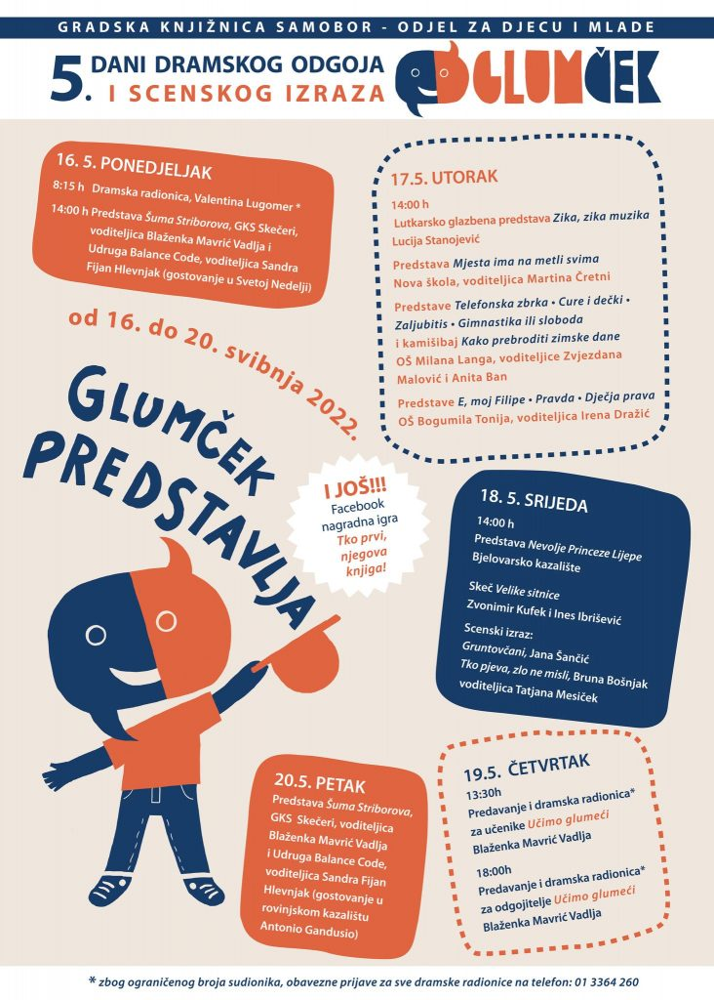 GRADSKA KNJIŽNICA SAMOBOR - ODJEL ZA DJECU I MLADE
5. DANI DRAMSKOG ODGOJA
I SCENSKOG IZRAZA
GLUMČEK
16. 5. PONEDJELJAK
8:15 h Dramska radionica, Valentina Lugomer *
14:00 h Predstava Šuma Striborova, GKS Skečeri,
voditeljica Blaženka Mavrić Vadlja i
Udruga Balance Code, voditeljica Sandra
Fijan Hlevnjak (gostovanje u Svetoj Nedelji)
17.5. UTORAK
14:00 h
Lutkarsko glazbena predstava Zika, zika muzika
Lucija Stanojević
Predstava Mjesta ima na metli svima
Nova škola, voditeljica Martina Čretni
Predstave Telefonska zbrka • Cure i dečki •
Zaljubitis • Gimnastika ili sloboda
i kamišibaj Kako prebroditi zimske dane
OŠ Milana Langa, voditeljice Zvjezdana
Malović i Anita Ban
Predstave E, moj Filipe • Pravda • Dječja prava
OŠ Bogumila Tonija, voditeljica Irena Dražić
od 16. do 20. svibnja 2022.
GLUMČEK
PREDSTAVLJA
I JOŠ!!!
Facebook
nagradna igra
Tko prvi,
njegova
knjiga!
18. 5. SRIJEDA
14:00 h
Predstava Nevolje Princeze Lijepe
Bjelovarsko kazalište
Skeč Velike sitnice
Zvonimir Kufek i Ines Ibrišević
Scenski izraz:
Gruntovčani, Jana Šančić
Tko pjeva, zlo ne misli, Bruna Bošnjak
voditeljica Tatjana Mesiček
19.5. ČETVRTAK
13:30h
Predavanje i dramska radionica*
za učenike Učimo glumeći
Blaženka Mavrić Vadlja
18:00h
Predavanje i dramska radionica*
za odgojitelje Učimo glumeći
Blaženka Mavrić Vadlja
20.5. PETAK
Predstava Šuma Striborova,
GKS Skečeri, voditeljica
Blaženka Mavrić Vadlja
i Udruga Balance Code,
voditeljica Sandra Fijan
Hlevnjak (gostovanje u
rovinjskom kazalištu
Antonio Gandusio)
* zbog ograničenog broja sudionika, obavezne prijave za sve dramske radionice na telefon: 01 3364 260